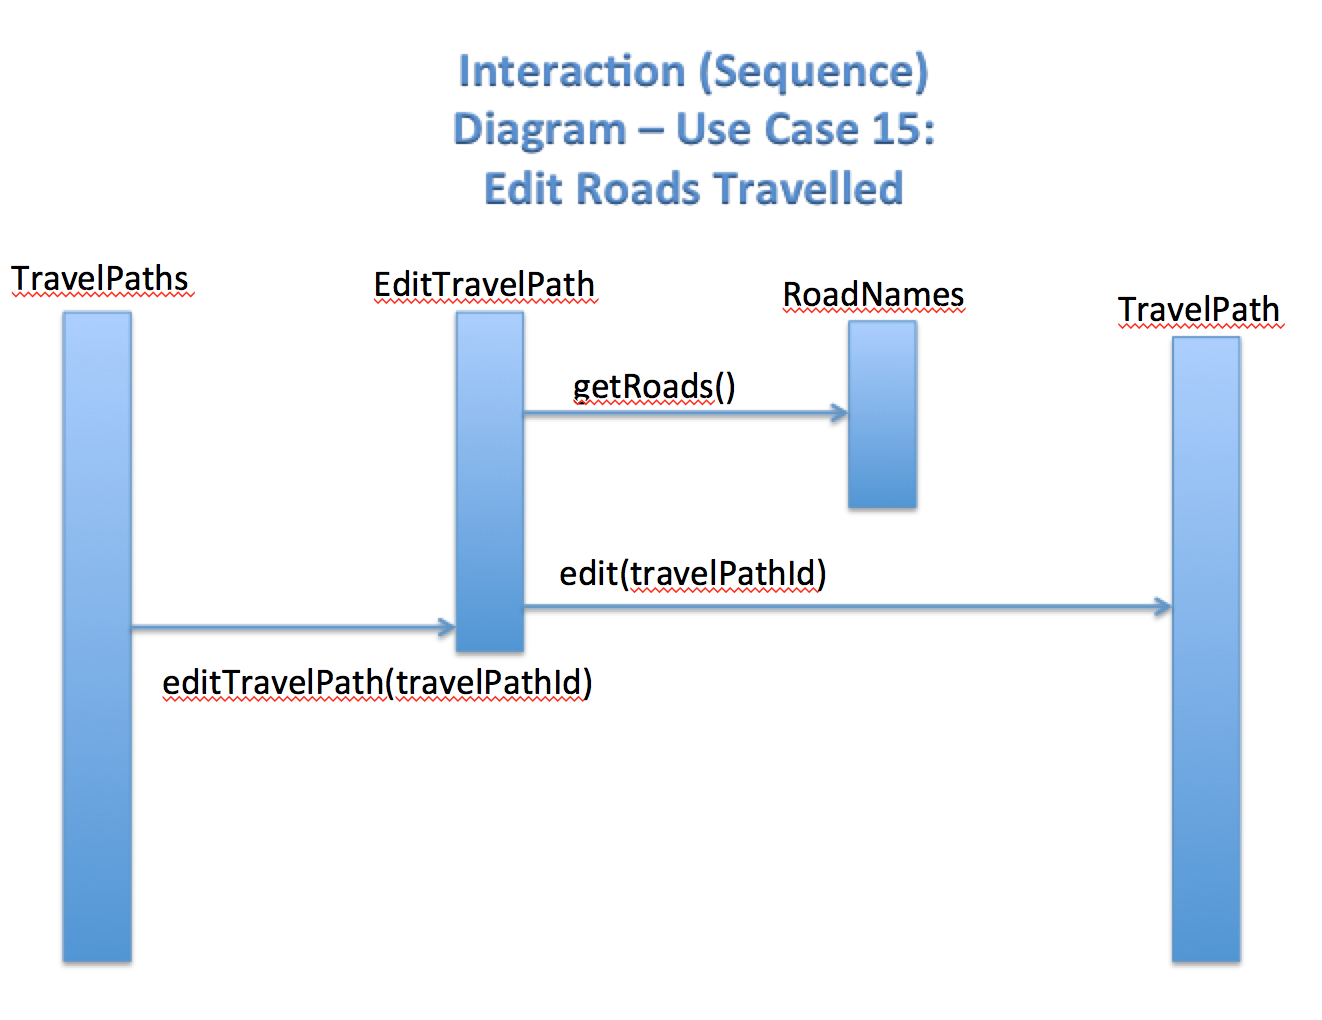 Interaction (Sequence)
Diagram – Use Case 15:
Edit Roads Travelled
TravelPaths
EditTravelPath
RoadNames
TravelPath
getRoads()
edit(travelPathId)
editTravelPath(travelPathId)